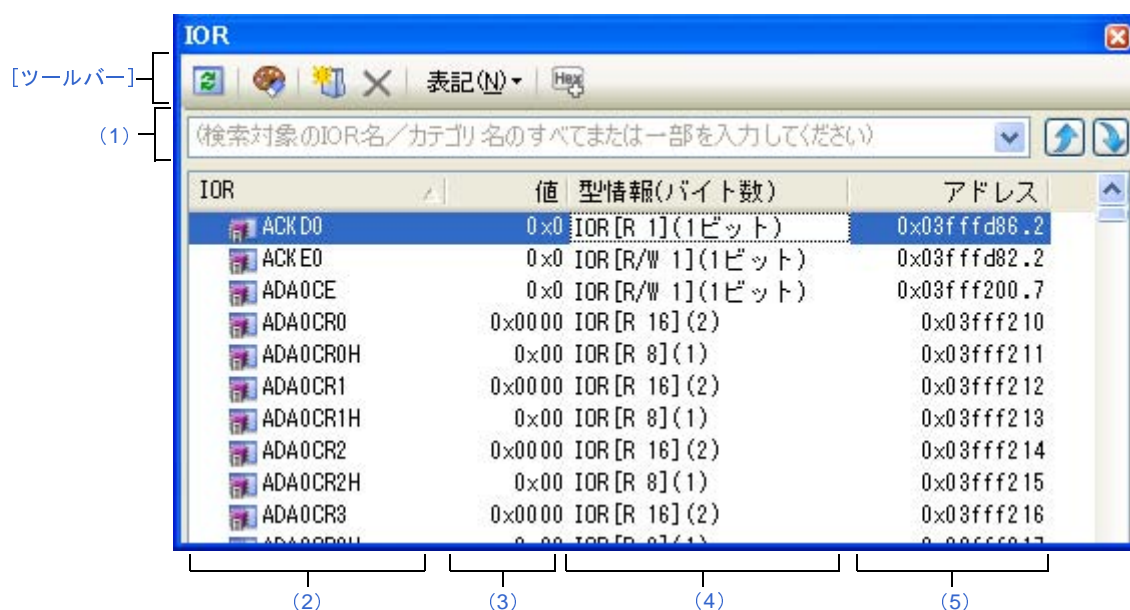 IOR
[ツールバー]
表記(N)
Hex
(1)
(検索対象のIOR名／カテゴリ名のすべてまたは一部を入力してください)
IOR 値 型情報(バイト数) アドレス
ACKD0 0x0 IOR[R 1](1ビット) 0x03fffd86.2
ACKE0 0x0 IOR[R/W 1](1ビット) 0x03fffd82.2
ADA0CE 0x0 IOR[R/W 1](1ビット) 0x03fff200.7
ADA0CR0 0x0000 IOR[R 16](2) 0x03fff210
ADA0CR0H 0x00 IOR[R 8](1) 0x03fff211
ADA0CR1 0x0000 IOR[R 16](2) 0x03fff212
ADA0CR1H 0x00 IOR[R 8](1) 0x03fff213
ADA0CR2 0x0000 IOR[R 16](2) 0x03fff214
ADA0CR2H 0x00 IOR[R 8](1) 0x03fff215
ADA0CR3 0x0000 IOR[R 16](2) 0x03fff216
(2) (3) (4) (5)